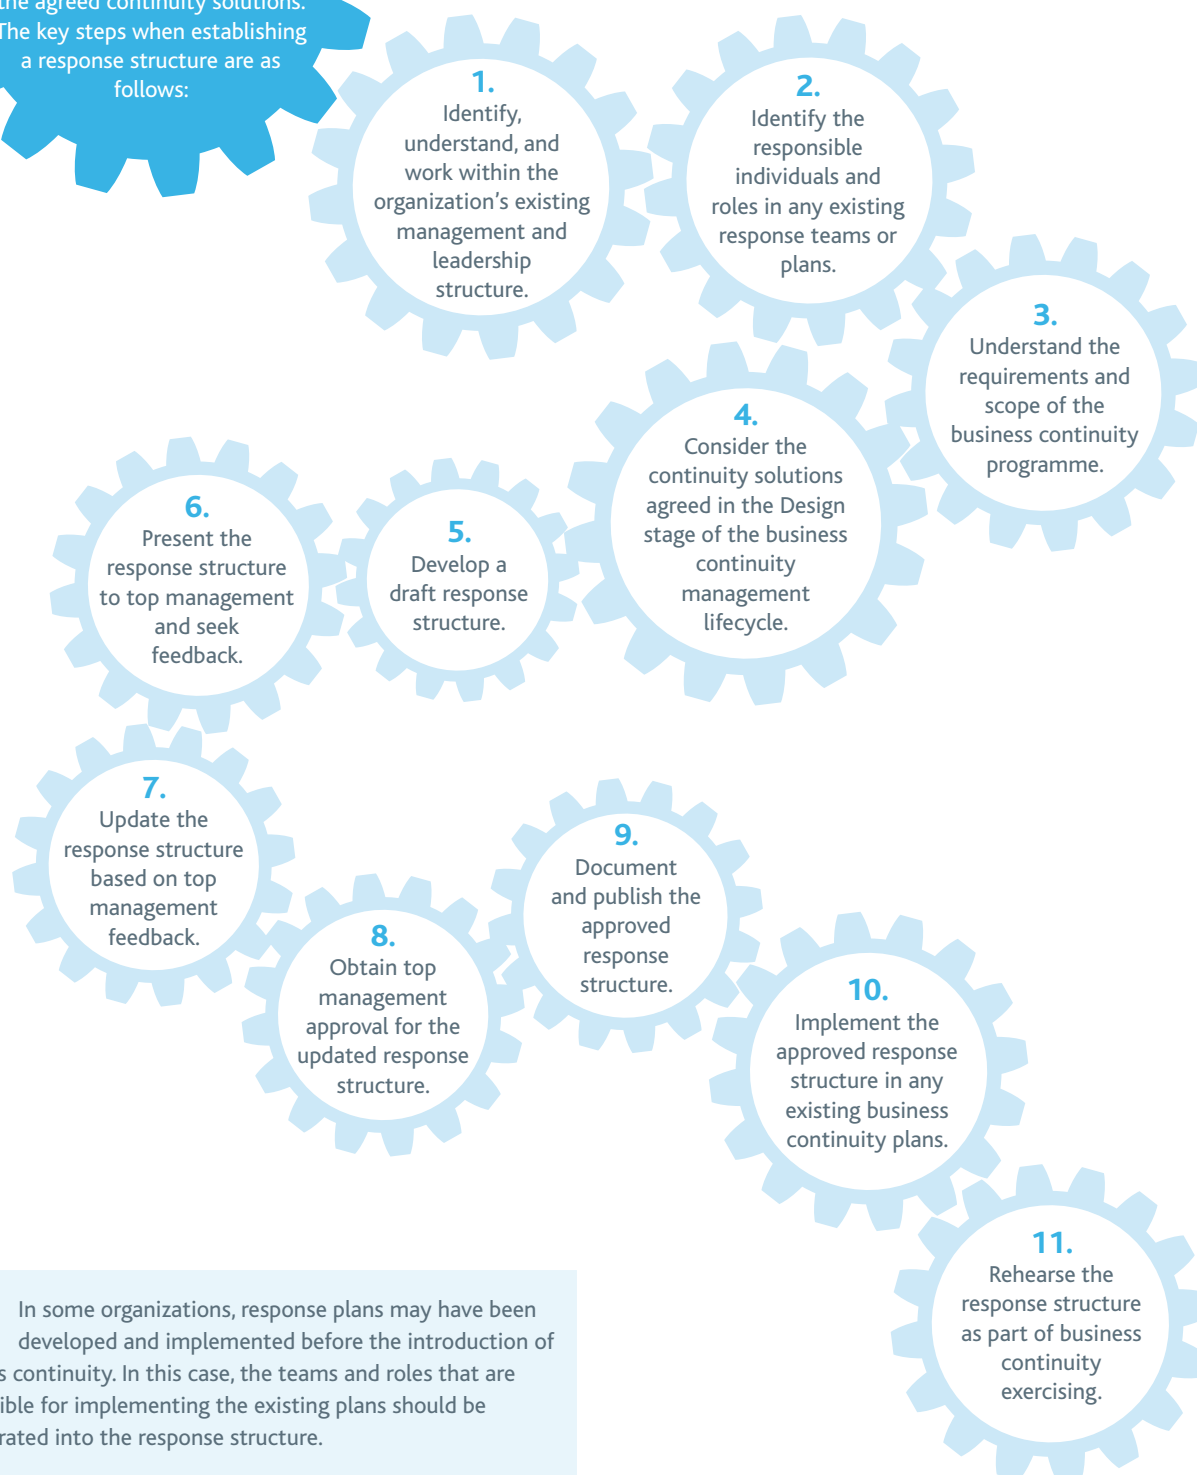 the agreed continuity solutions.
The key steps when establishing
a response structure are as
follows:
1.
Identify,
understand, and
work within the
organization's existing
management and
leadership
structure.
2.
Identify the
responsible
individuals and
roles in any existing
response teams or
plans.
3.
Understand the
requirements and
scope of the
business continuity
programme.
4.
Consider the
continuity solutions
agreed in the Design
stage of the business
continuity
management
lifecycle.
5.
Develop a
draft response
structure.
6.
Present the
response structure
to top management
and seek
feedback.
7.
Update the
response structure
based on top
management
feedback.
8.
Obtain top
management
approval for the
updated response
structure.
9.
Document
and publish the
approved
response
structure.
10.
Implement the
approved response
structure in any
existing business
continuity plans.
11.
Rehearse the
response structure
as part of business
continuity
exercising.
In some organizations, response plans may have been
developed and implemented before the introduction of
s continuity. In this case, the teams and roles that are
ible for implementing the existing plans should be
rated into the response structure.